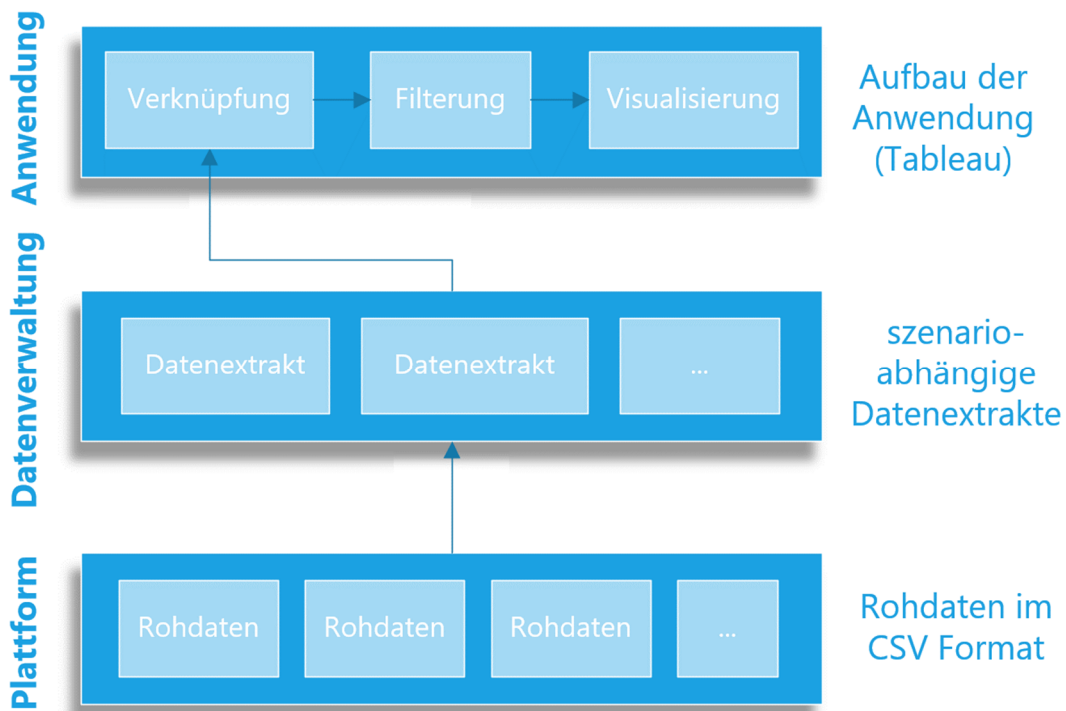 Anwendung
Verknüpfung
Filterung
Visualisierung
Aufbau der
Anwendung
(Tableau)
Datenverwaltung
Datenextrakt
Datenextrakt
...
szenario-
abhängige
Datenextrakte
Plattform
Rohdaten
Rohdaten
Rohdaten
...
Rohdaten im
CSV Format